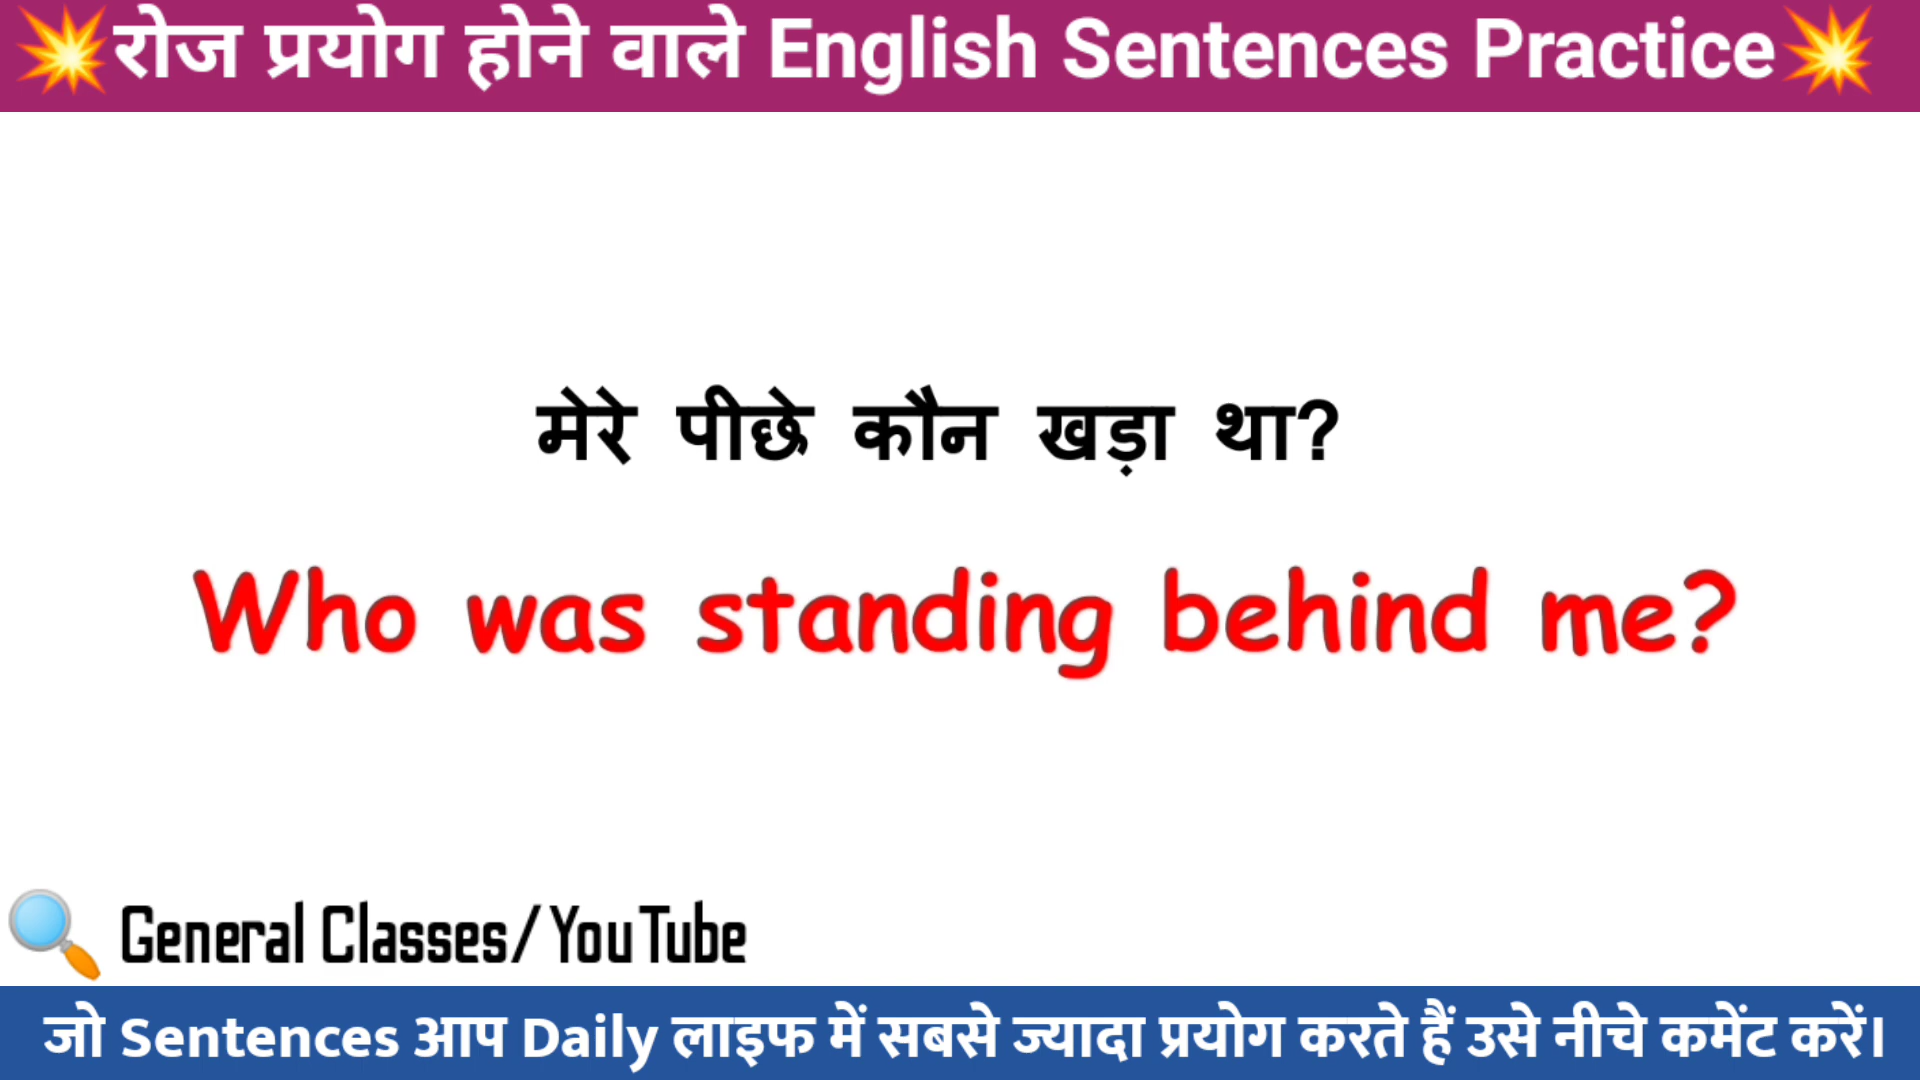 💥रोज प्रयोग होने वाले English Sentences Practice💥
मेरे पीछे कौन खड़ा था?
Who was standing behind me?
🔍 General Classes/YouTube
जो Sentences आप Daily लाइफ में सबसे ज्यादा प्रयोग करते हैं उसे नीचे कमेंट करें।